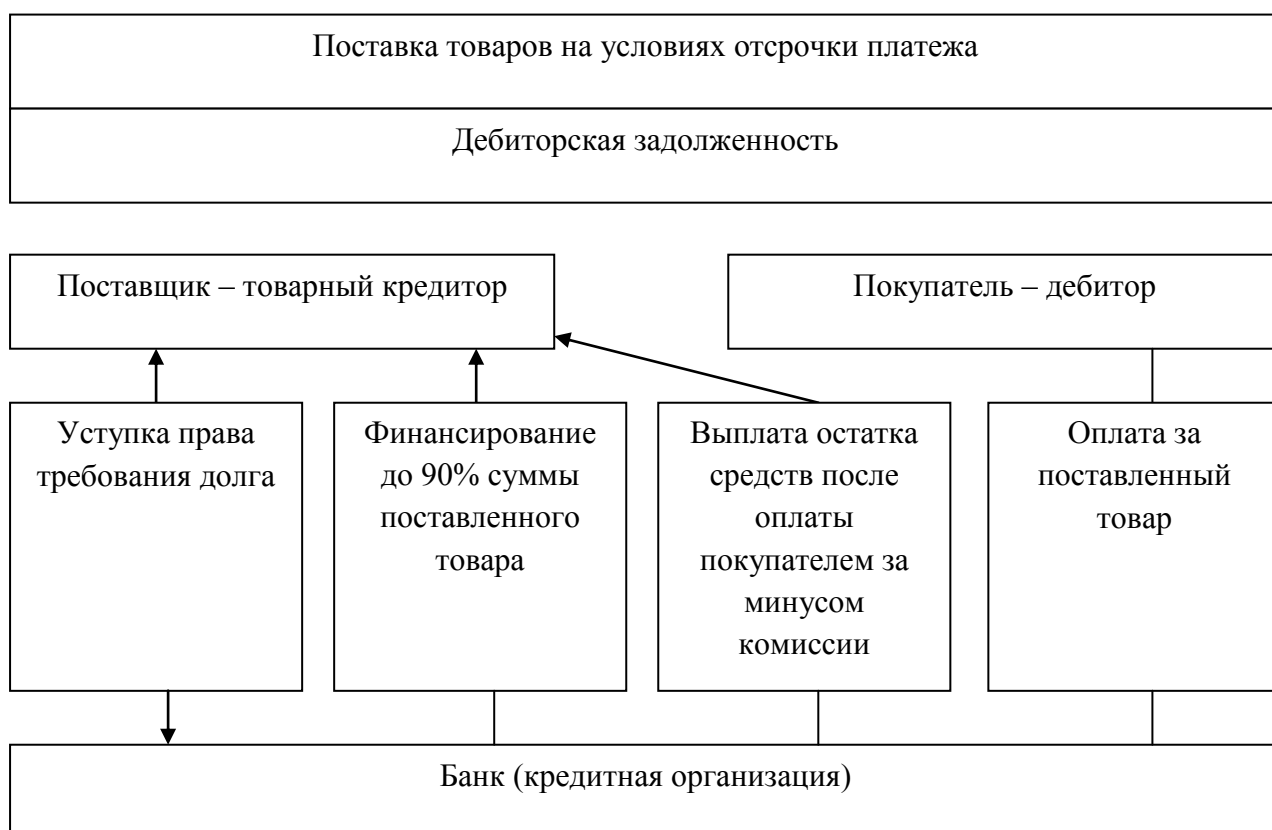 Поставка товаров на условиях отсрочки платежа
Дебиторская задолженность
Поставщик – товарный кредитор
Покупатель – дебитор
Уступка права
требования долга
Финансирование
до 90% суммы
поставленного
товара
Выплата остатка
средств после
оплаты
покупателем за
минусом
комиссии
Оплата за
поставленный
товар
Банк (кредитная организация)